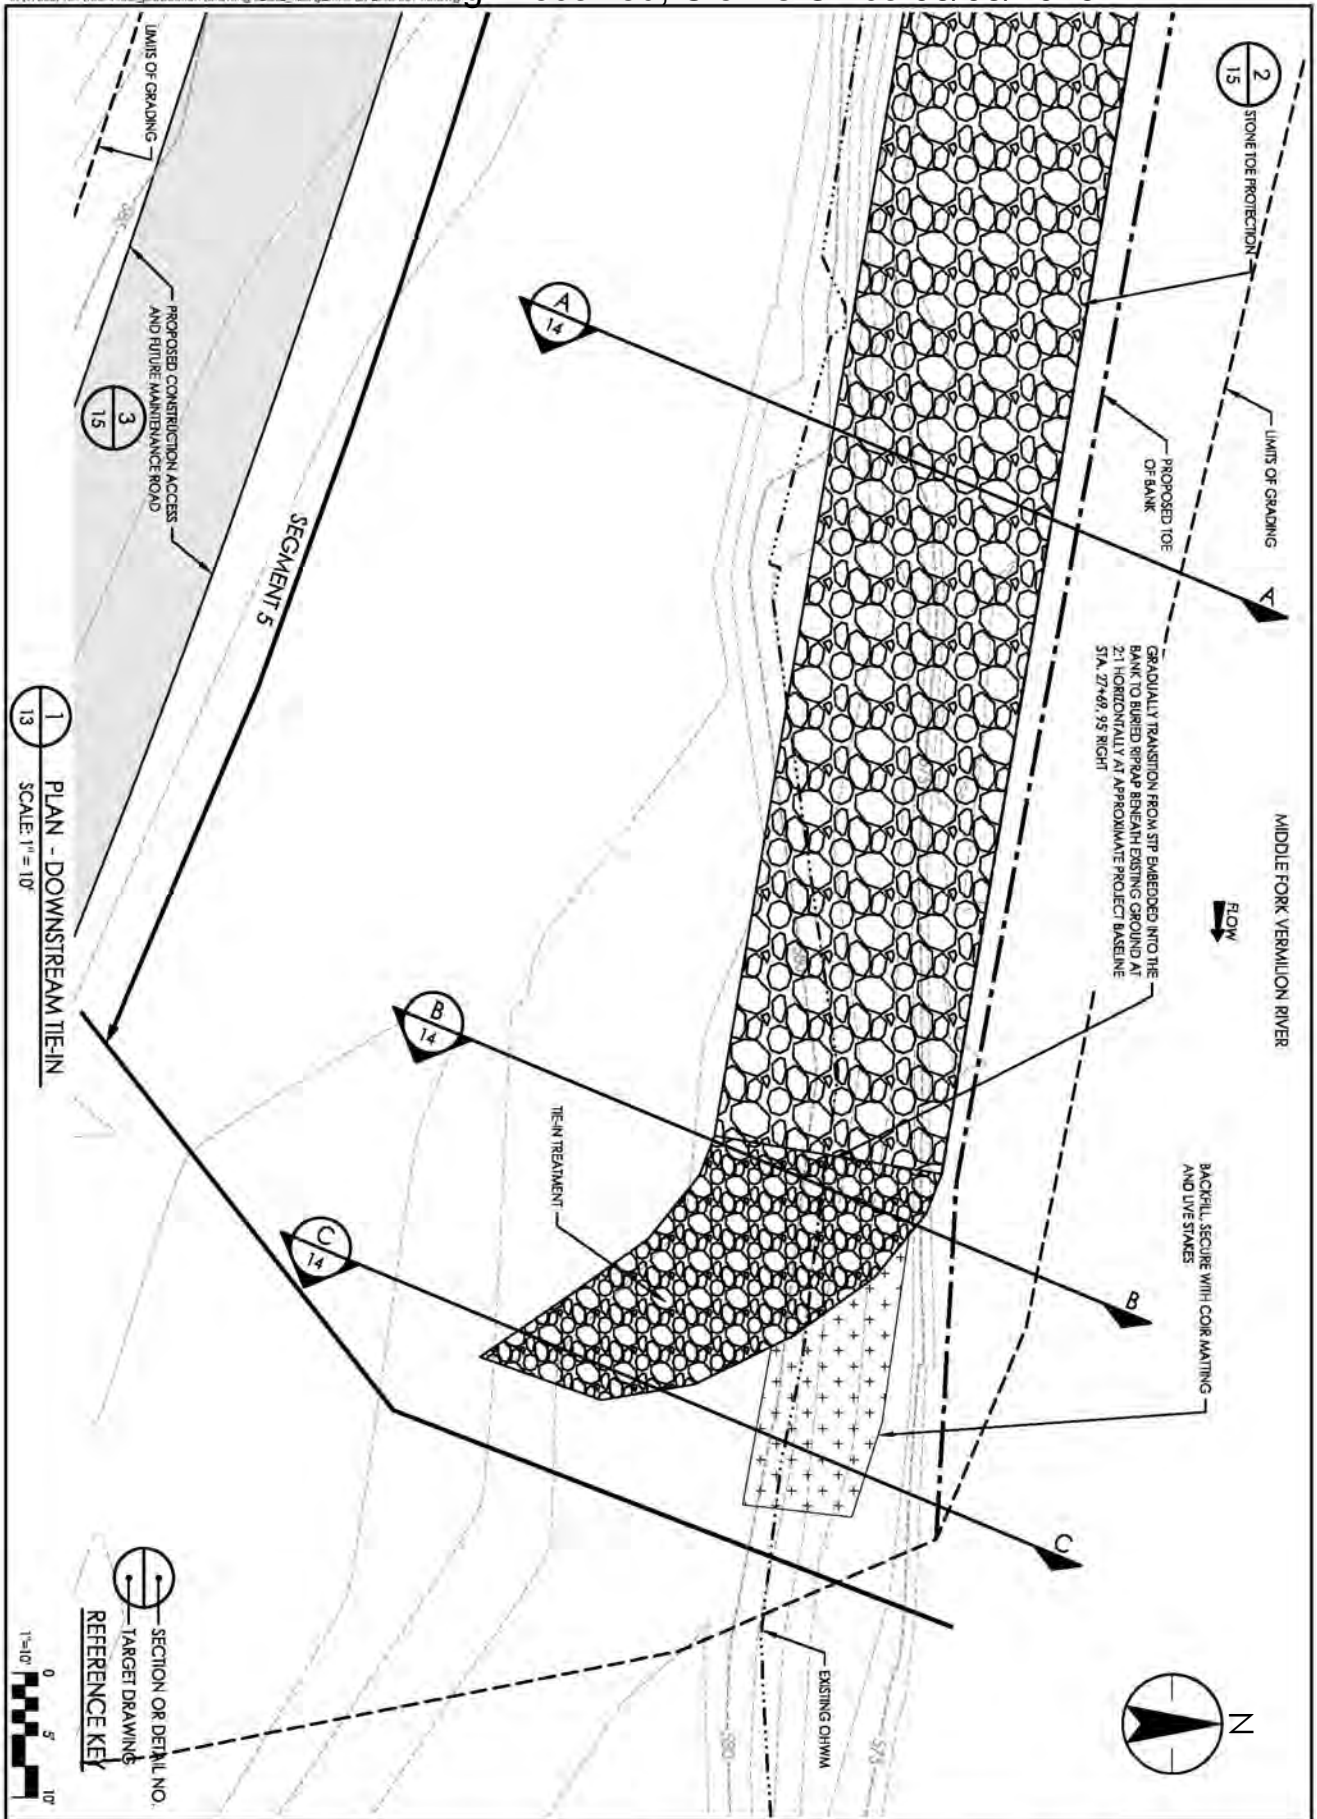 MIDDLE FORK VERMILION RIVER
FLOW
N
2
15
STONE TOE PROTECTION
LIMITS OF GRADING
PROPOSED TOE
OF BANK
A
GRADUALLY TRANSITION FROM STP EMBEDDED INTO THE
BANK TO BURIED RIPRAP BENEATH EXISTING GROUND AT
2:1 HORIZONTALLY AT APPROXIMATE PROJECT BASELINE
STA. 27+69, 95' RIGHT
BACKFILL, SECURE WITH COIR MATTING
AND LIVE STAKES
B
C
EXISTING OHWM
575
580
575
580
A
14
B
14
C
14
TIE-IN TREATMENT
SEGMENT 5
LIMITS OF GRADING
PROPOSED CONSTRUCTION ACCESS
AND FUTURE MAINTENANCE ROAD
3
15
1
13
PLAN - DOWNSTREAM TIE-IN
SCALE: 1" = 10'
SECTION OR DETAIL NO.
TARGET DRAWING
REFERENCE KEY
0 5' 10'
1"=10'